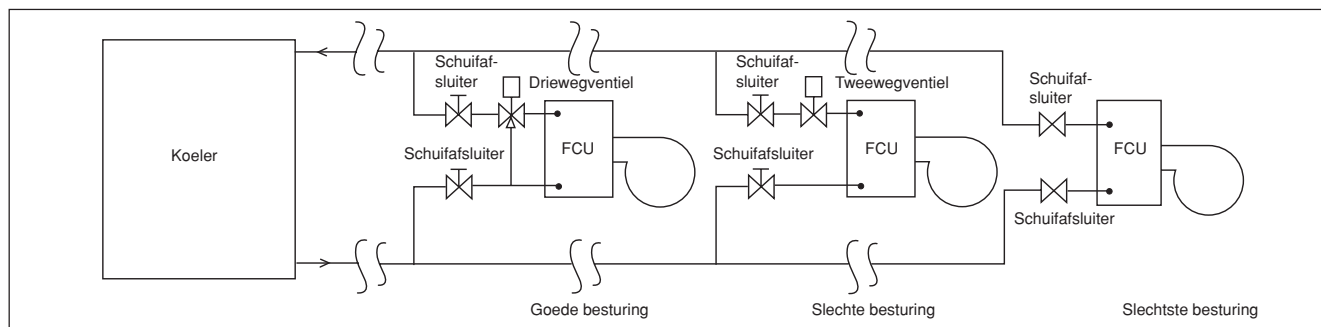 Koeler
Schuifaf-
sluiter
Driewegventiel
Schuifafsluiter
FCU
Schuifaf-
sluiter
Tweewegventiel
Schuifafsluiter
FCU
Schuifaf-
sluiter
FCU
Schuifafsluiter
Goede besturing
Slechte besturing
Slechtste besturing